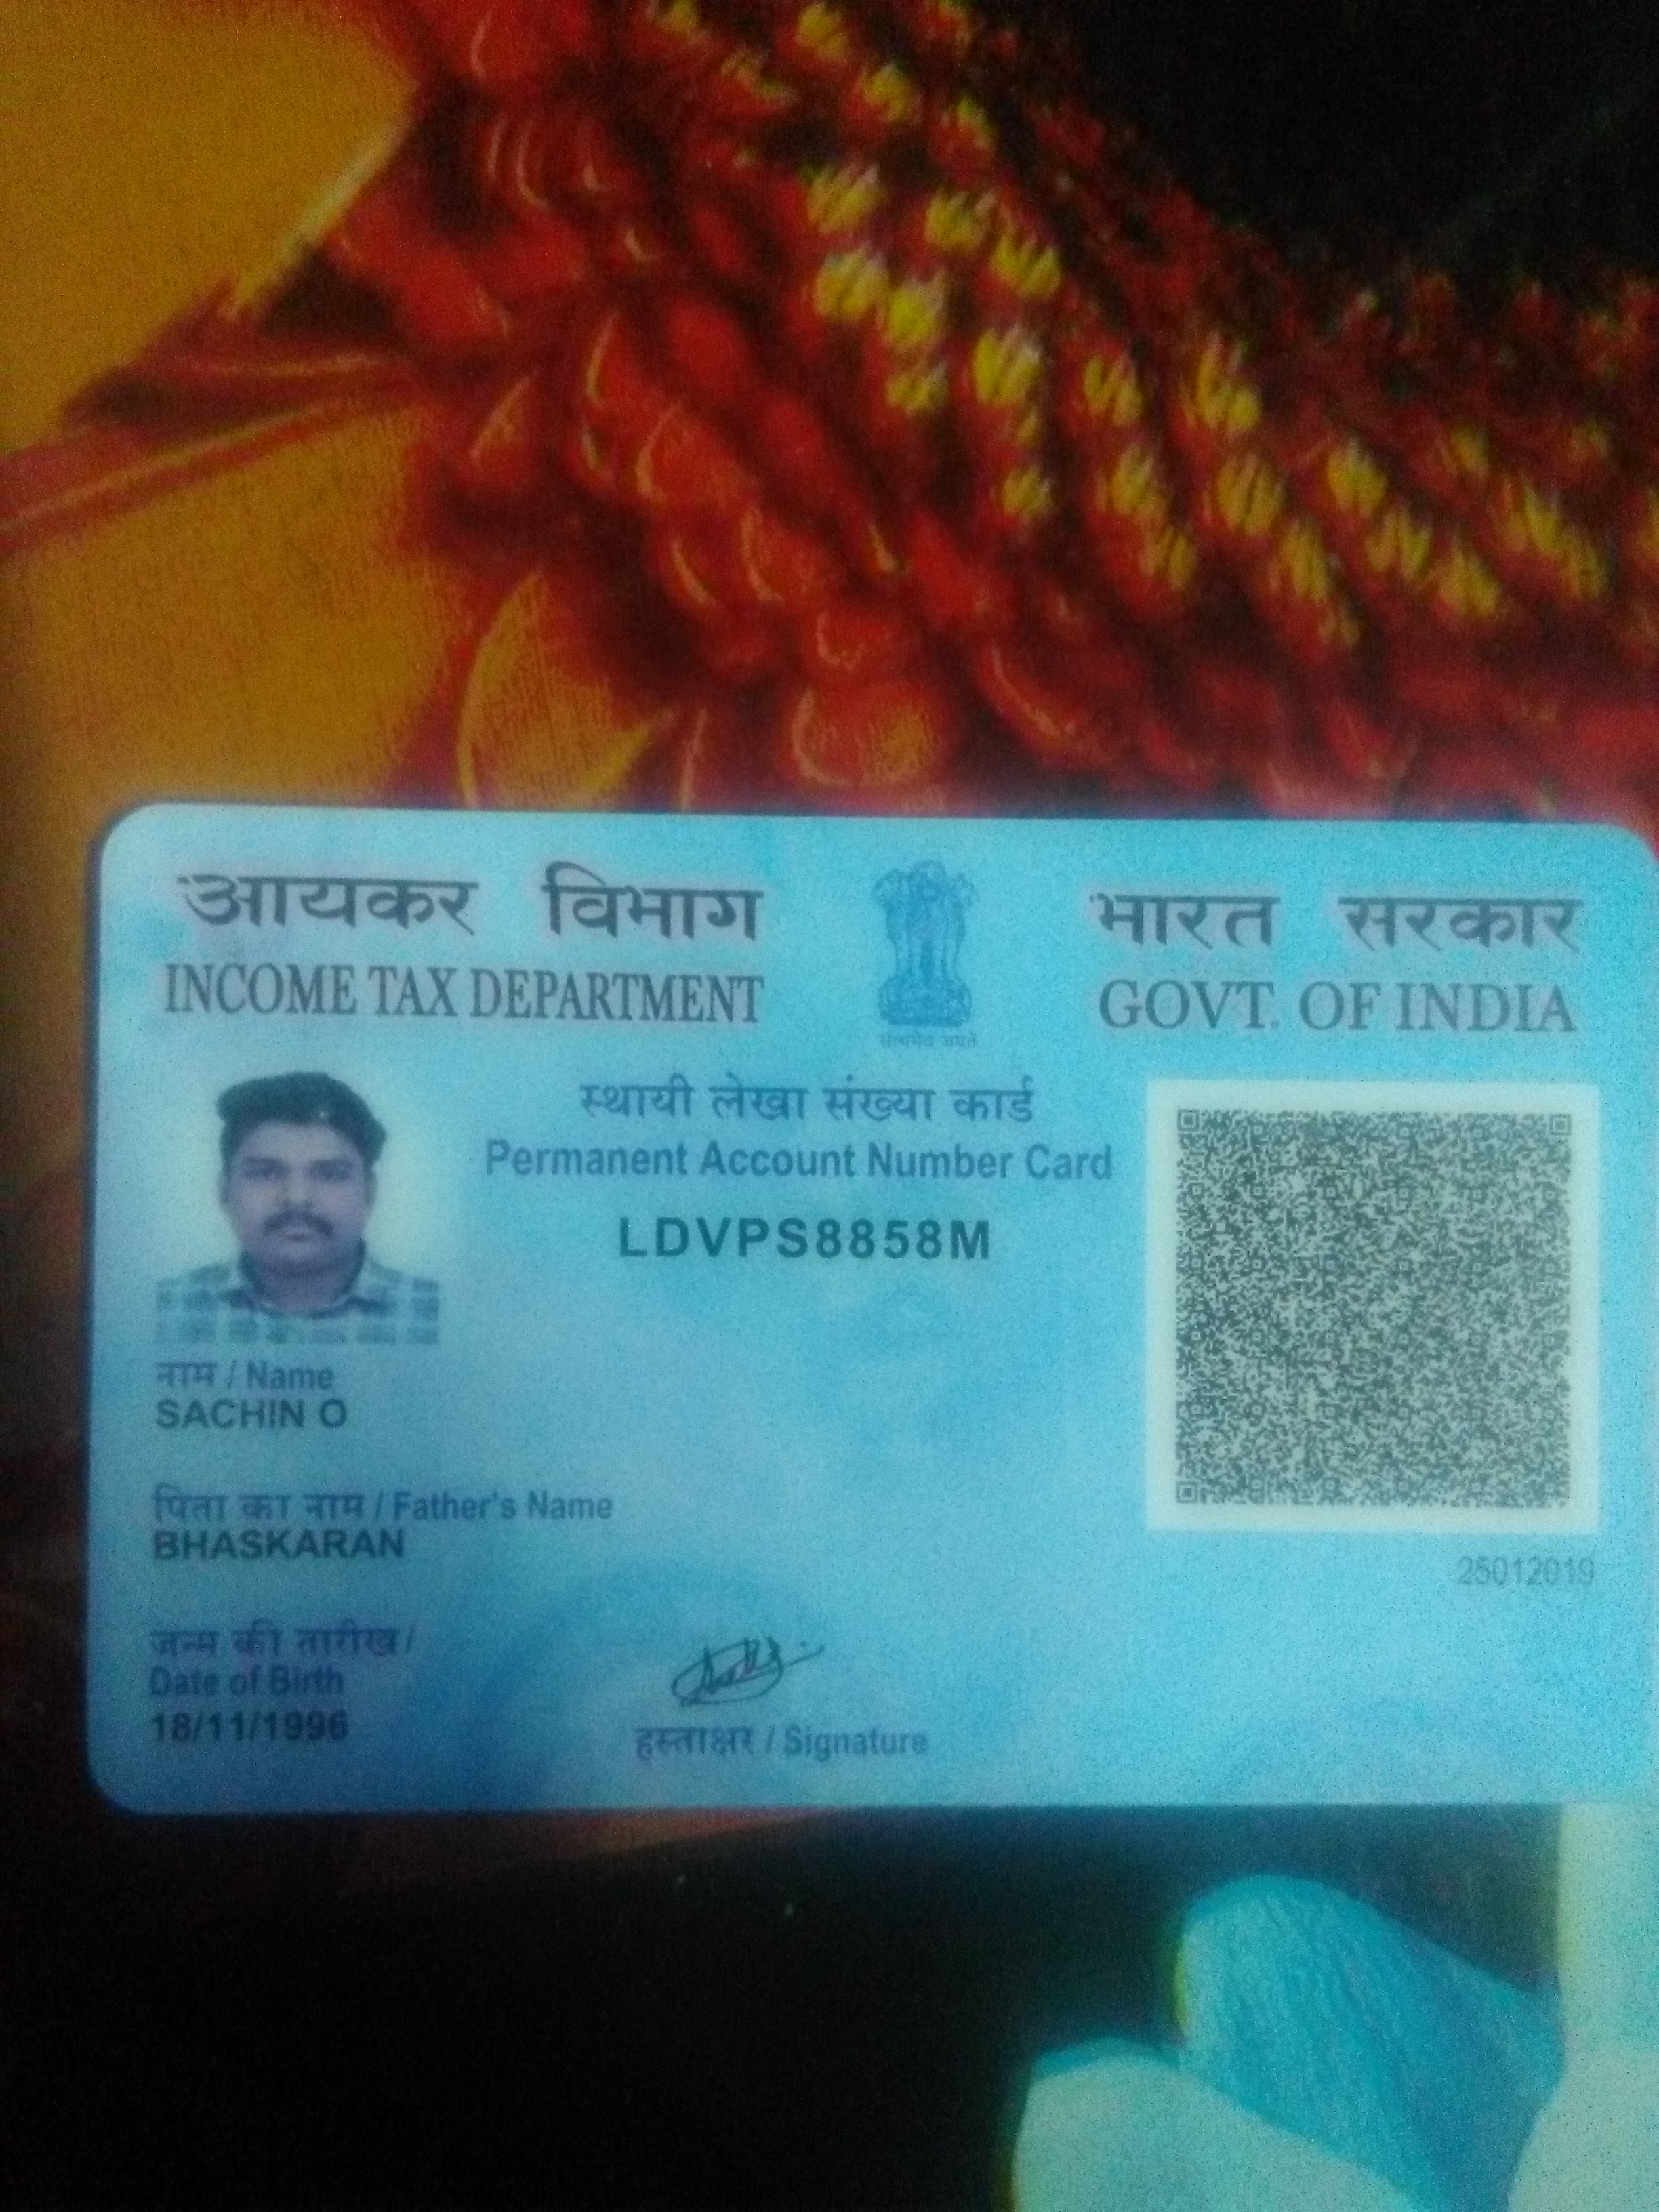 आयकर विभाग
INCOME TAX DEPARTMENT
सत्यमेव जयते
भारत सरकार
GOVT. OF INDIA
स्थायी लेखा संख्या कार्ड
Permanent Account Number Card
LDVPS8858M
नाम / Name
SACHIN O
पिता का नाम / Father's Name
BHASKARAN
25012019
जन्म की तारीख /
Date of Birth
18/11/1996
हस्ताक्षर / Signature